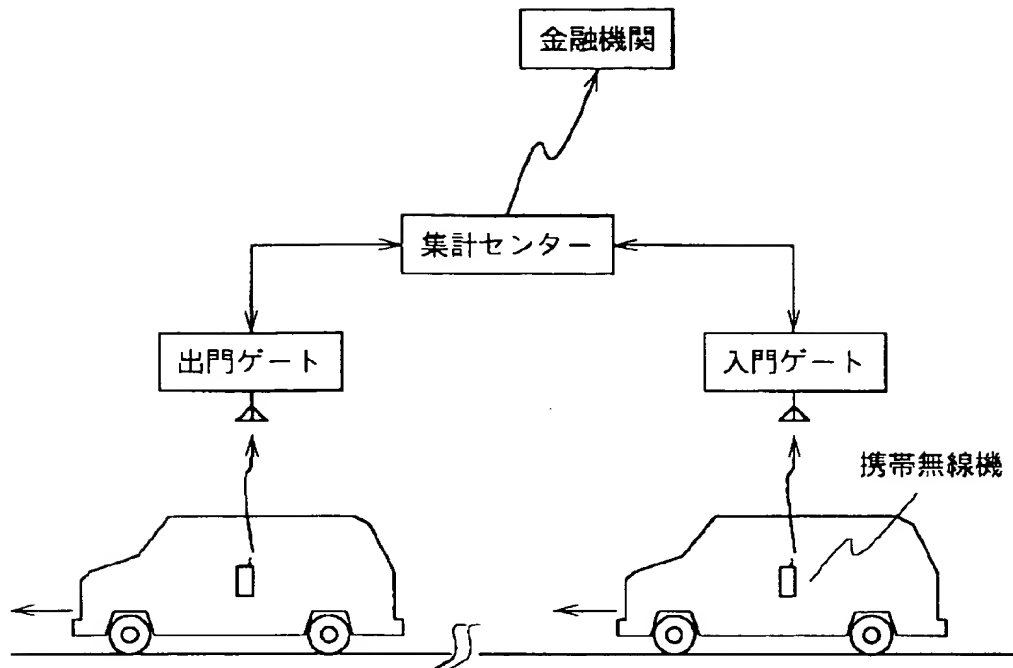 金融機関
集計センター
出門ゲート
入門ゲート
携帯無線機